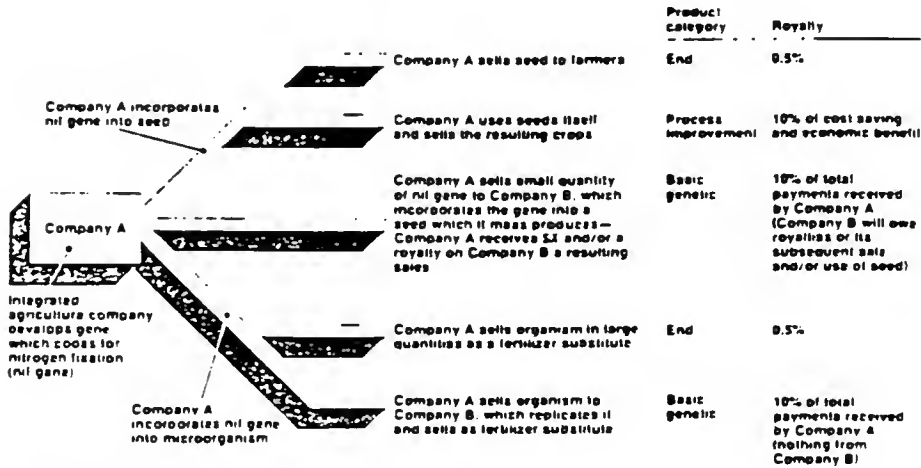 Product
category Royalty
Company A sells seed to farmers End 0.5%
Company A incorporates
nif gene into seed
Company A uses seeds itself
and sells the resulting crops
Process
improvement
10% of cost saving
and economic benefit
Company A sells small quantity
of nif gene to Company B, which
incorporates the gene into a
seed which it mass produces—
Company A receives $X and/or a
royalty on Company B's resulting
sales
Basic
genetic
10% of total
payments received
by Company A
(Company B will owe
royalties on its
subsequent sale
and/or use of seed)
Company A
Integrated
agriculture company
develops gene
which codes for
nitrogen fixation
(nif gene)
Company A sells organism in large
quantities as a fertilizer substitute
End 0.5%
Company A
incorporates nif gene
into microorganism
Company A sells organism to
Company B, which replicates it
and sells as fertilizer substitute
Basic
genetic
10% of total
payments received
by Company A
(nothing from
Company B)